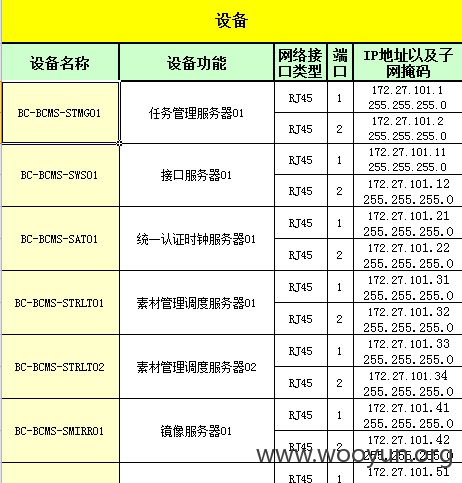 设备
设备名称 设备功能 网络接口类型 端口 IP地址以及子网掩码
BC-BCMS-STMG01 任务管理服务器01 RJ45 1 172.27.101.1
255.255.255.0
RJ45 2 172.27.101.2
255.255.255.0
BC-BCMS-SWS01 接口服务器01 RJ45 1 172.27.101.11
255.255.255.0
RJ45 2 172.27.101.12
255.255.255.0
BC-BCMS-SAT01 统一认证时钟服务器01 RJ45 1 172.27.101.21
255.255.255.0
RJ45 2 172.27.101.22
255.255.255.0
BC-BCMS-STRLT01 素材管理调度服务器01 RJ45 1 172.27.101.31
255.255.255.0
RJ45 2 172.27.101.32
255.255.255.0
BC-BCMS-STRLT02 素材管理调度服务器02 RJ45 1 172.27.101.33
255.255.255.0
RJ45 2 172.27.101.34
255.255.255.0
BC-BCMS-SMIRR01 镜像服务器01 RJ45 1 172.27.101.41
255.255.255.0
RJ45 2 172.27.101.42
255.255.255.0
www.wooyun.org
RJ45 1 172.27.101.51